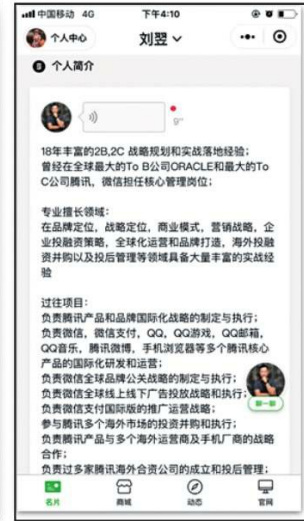 中国移动 4G 下午4:10
个人中心 刘翌
个人简介
9"
18年丰富的2B,2C 战略规划和实战落地经验；
曾经在全球最大的To B公司ORACLE和最大的To
C公司腾讯，微信担任核心管理岗位；
专业擅长领域：
在品牌定位，战略定位，商业模式，营销战略，企
业投融资策略，全球化运营和品牌打造，海外投融
资并购以及投后管理等领域具备大量丰富的实战经
验
过往项目：
负责腾讯产品和品牌国际化战略的制定与执行；
负责微信，微信支付，QQ，QQ游戏，QQ邮箱，
QQ音乐，腾讯微博，手机浏览器等多个腾讯核心
产品的国际化研发和运营；
负责微信全球品牌公关战略的制定与执行；
负责微信全球线上线下广告投放战略和执行；
负责微信支付国际版的推广运营战略；
聊一聊
参与腾讯多个海外市场的投资并购和执行；
负责腾讯产品与多个海外运营商及手机厂商的战略
合作；
负责过多家腾讯海外合资公司的成立和投后管理；
名片 商城 动态 官网